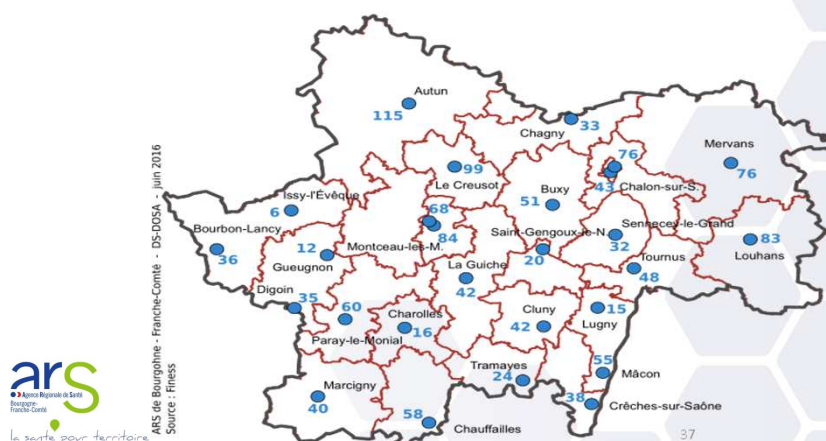 Autun
115
Chagny
33
Mervans
76
99
Le Creusot
76
43
Chalon-sur-S.
Issy-l'Évêque
6
Buxy
51
Bourbon-Lancy
36
68
Montceau-les-M.
84
Saint-Gengoux-le-N.
20
Sennecey-le-Grand
32
83
Louhans
12
Gueugnon
La Guiche
42
Tournus
48
Digoin
35
60
Paray-le-Monial
Charolles
16
Cluny
42
15
Lugny
Tramayes
24
55
Mâcon
Marcigny
40
58
Chauffailles
38
Crêches-sur-Saône
ARS de Bourgohne - Franche-Comté - DS-DOSA - juin 2016
Source : Finess
ars
Agence Régionale de Santé
Bourgogne-
Franche-Comté
la santé pour territoire
37